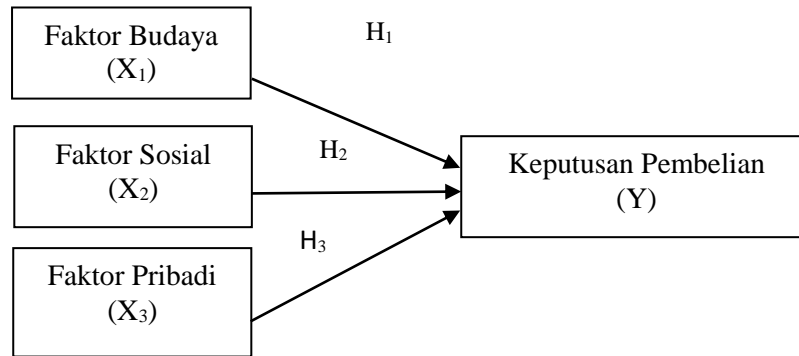 Faktor Budaya
(X₁)
H₁
Faktor Sosial
(X₂)
H₂
Keputusan Pembelian
(Y)
H₃
Faktor Pribadi
(X₃)